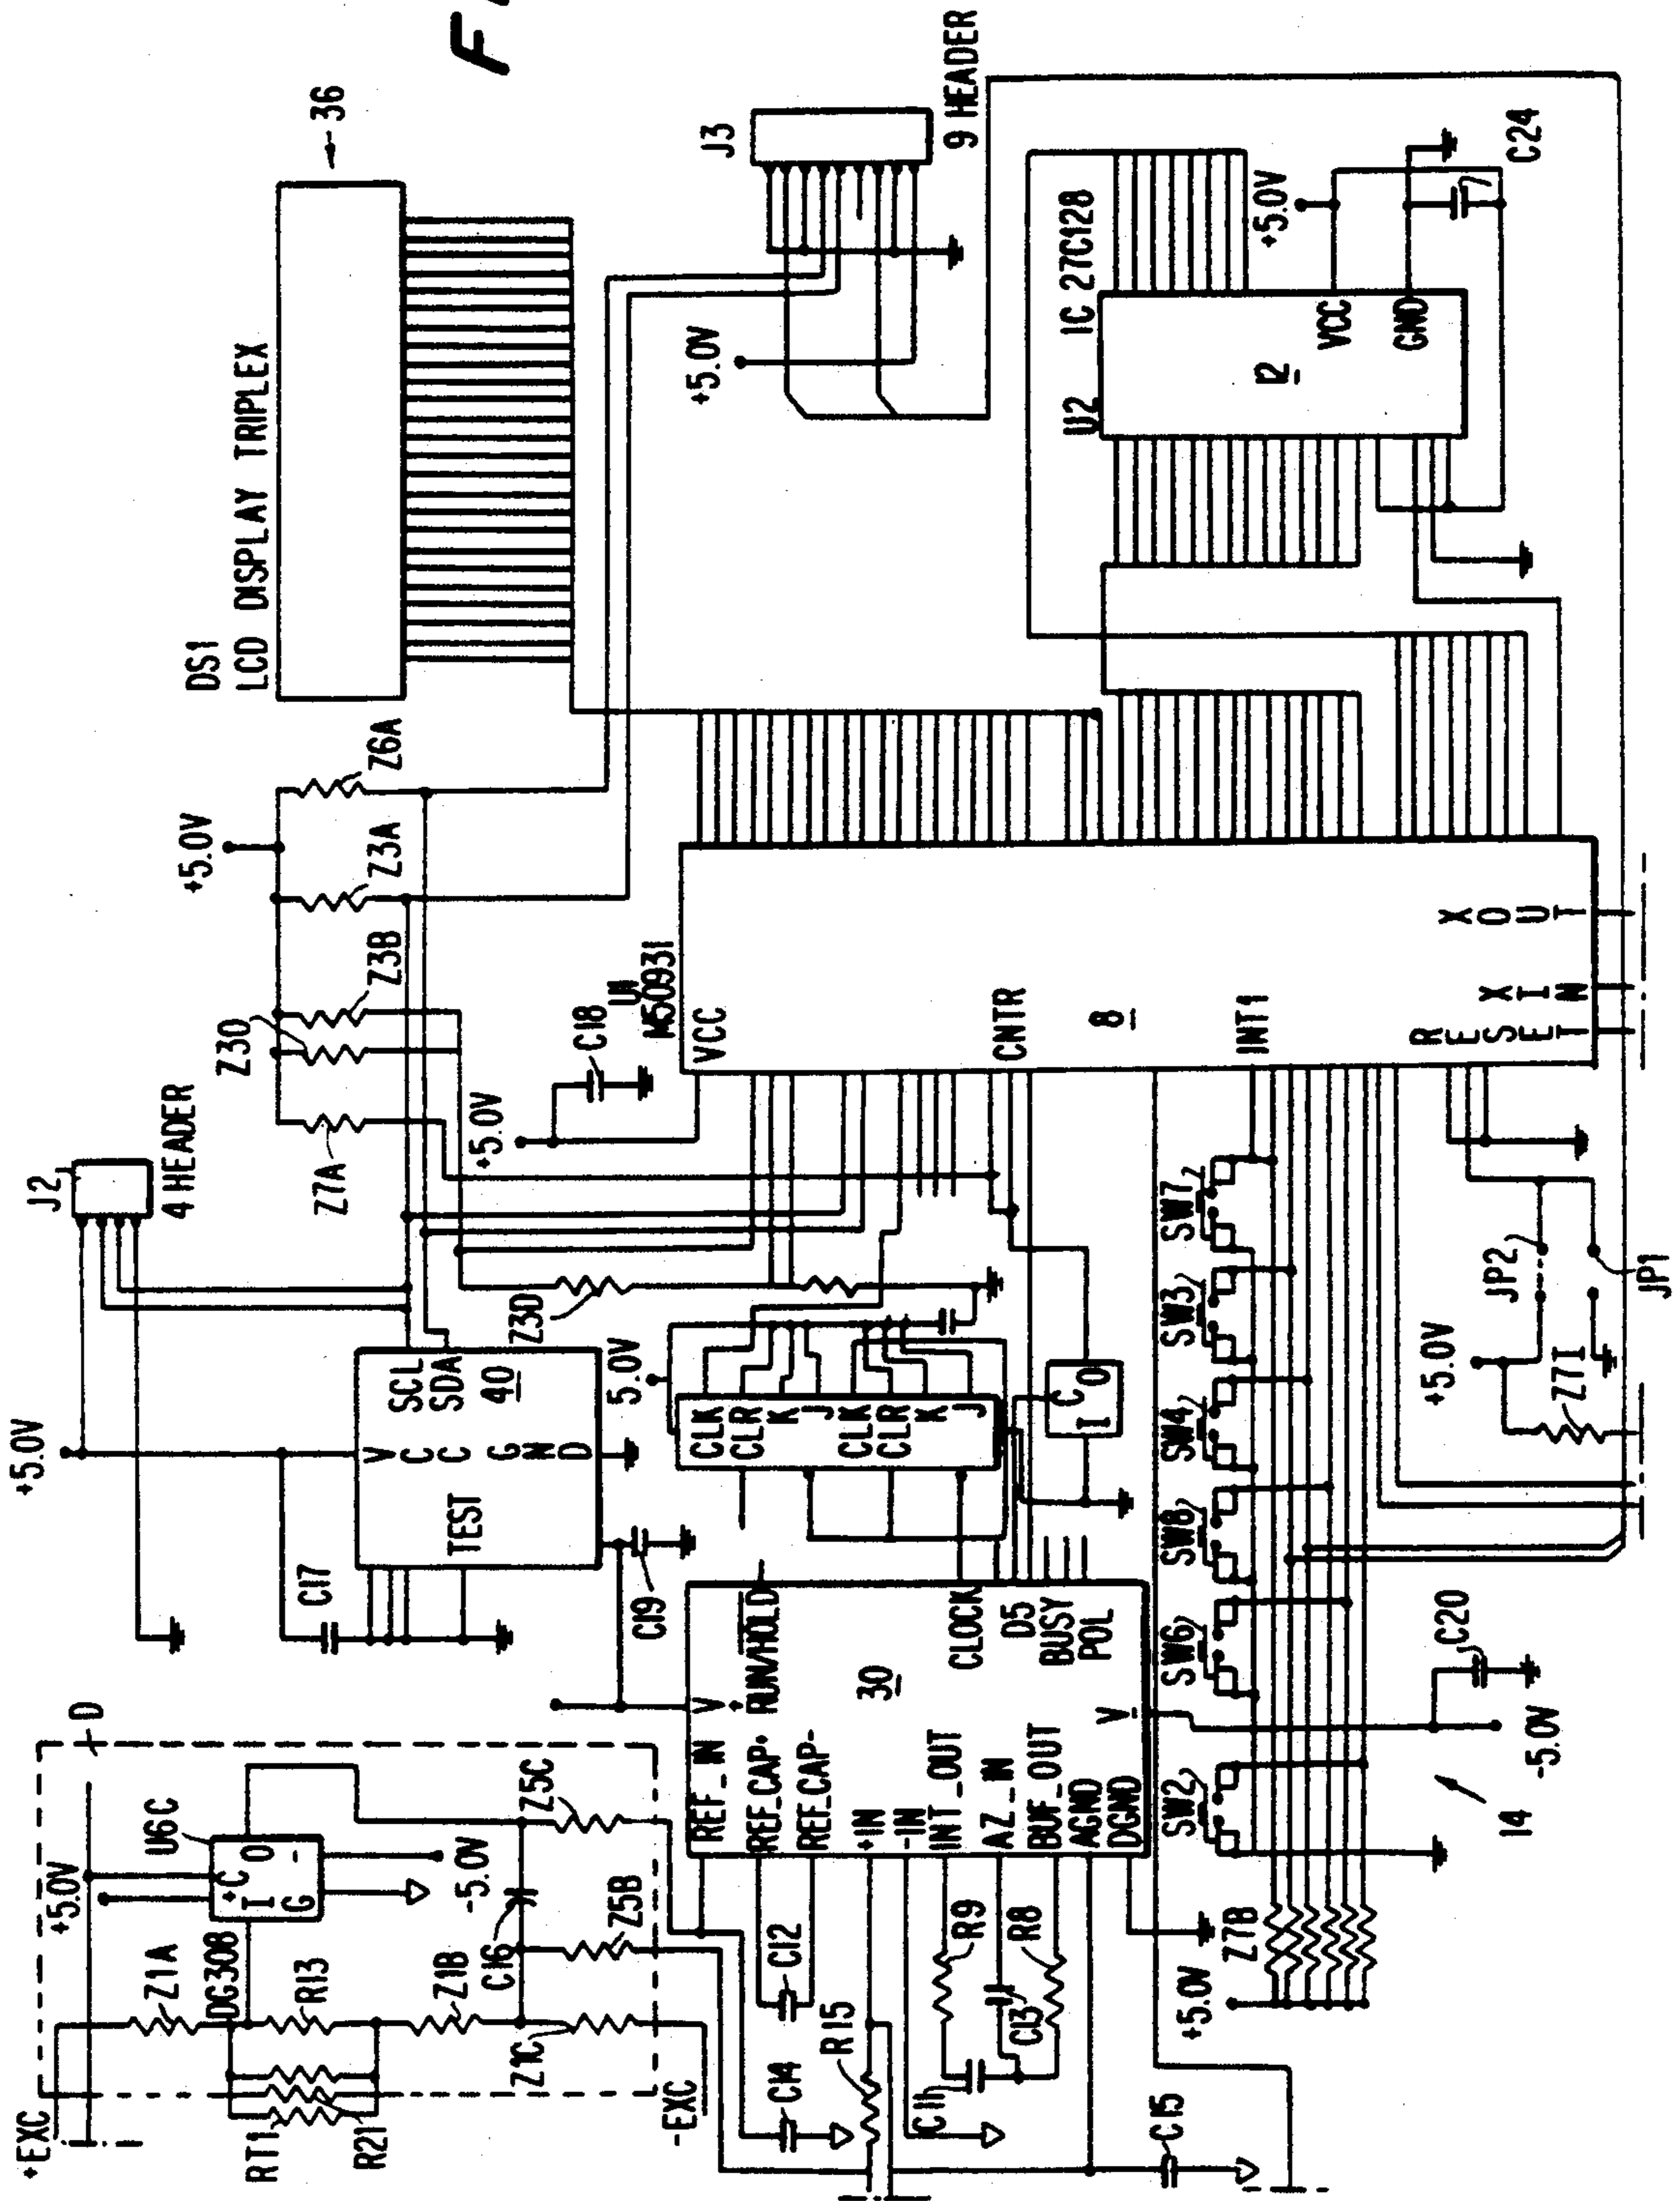 F
36
DS1
LCD DISPLAY TRIPLEX
J3
9 HEADER
+5.0V
U2
IC 27C128
12
VCC
GND
+5.0V
C24
+5.0V
Z6A
Z3A
Z3B
Z30
Z7A
C18
U1
M50931
VCC
CNTR
8
INT1
RESET
XIN
XOUT
+5.0V
J2
4 HEADER
+5.0V
SCL
SDA
40
VCC
GND
TEST
C17
C19
Z3D
5.0V
CLK
CLR
K
J
CLK
CLR
K
J
C
I
O
SW7
SW3
SW4
SW8
SW6
SW2
JP2
JP1
+5.0V
Z7I
C20
-5.0V
14
V+
RUN/HOLD
30
CLOCK
D5
BUSY
POL
V-
REF_IN
REF_CAP+
REF_CAP-
+IN
-IN
INT_OUT
AZ_IN
BUF_OUT
AGND
DGND
D
U6C
+5.0V
+C
O
I
-
G
-5.0V
DG308
Z1A
R13
Z1B
C16
Z5C
Z5B
Z1C
+EXC
RT1
R21
-EXC
C12
C14
R15
R9
R8
C13
C11
C15
Z7B
+5.0V